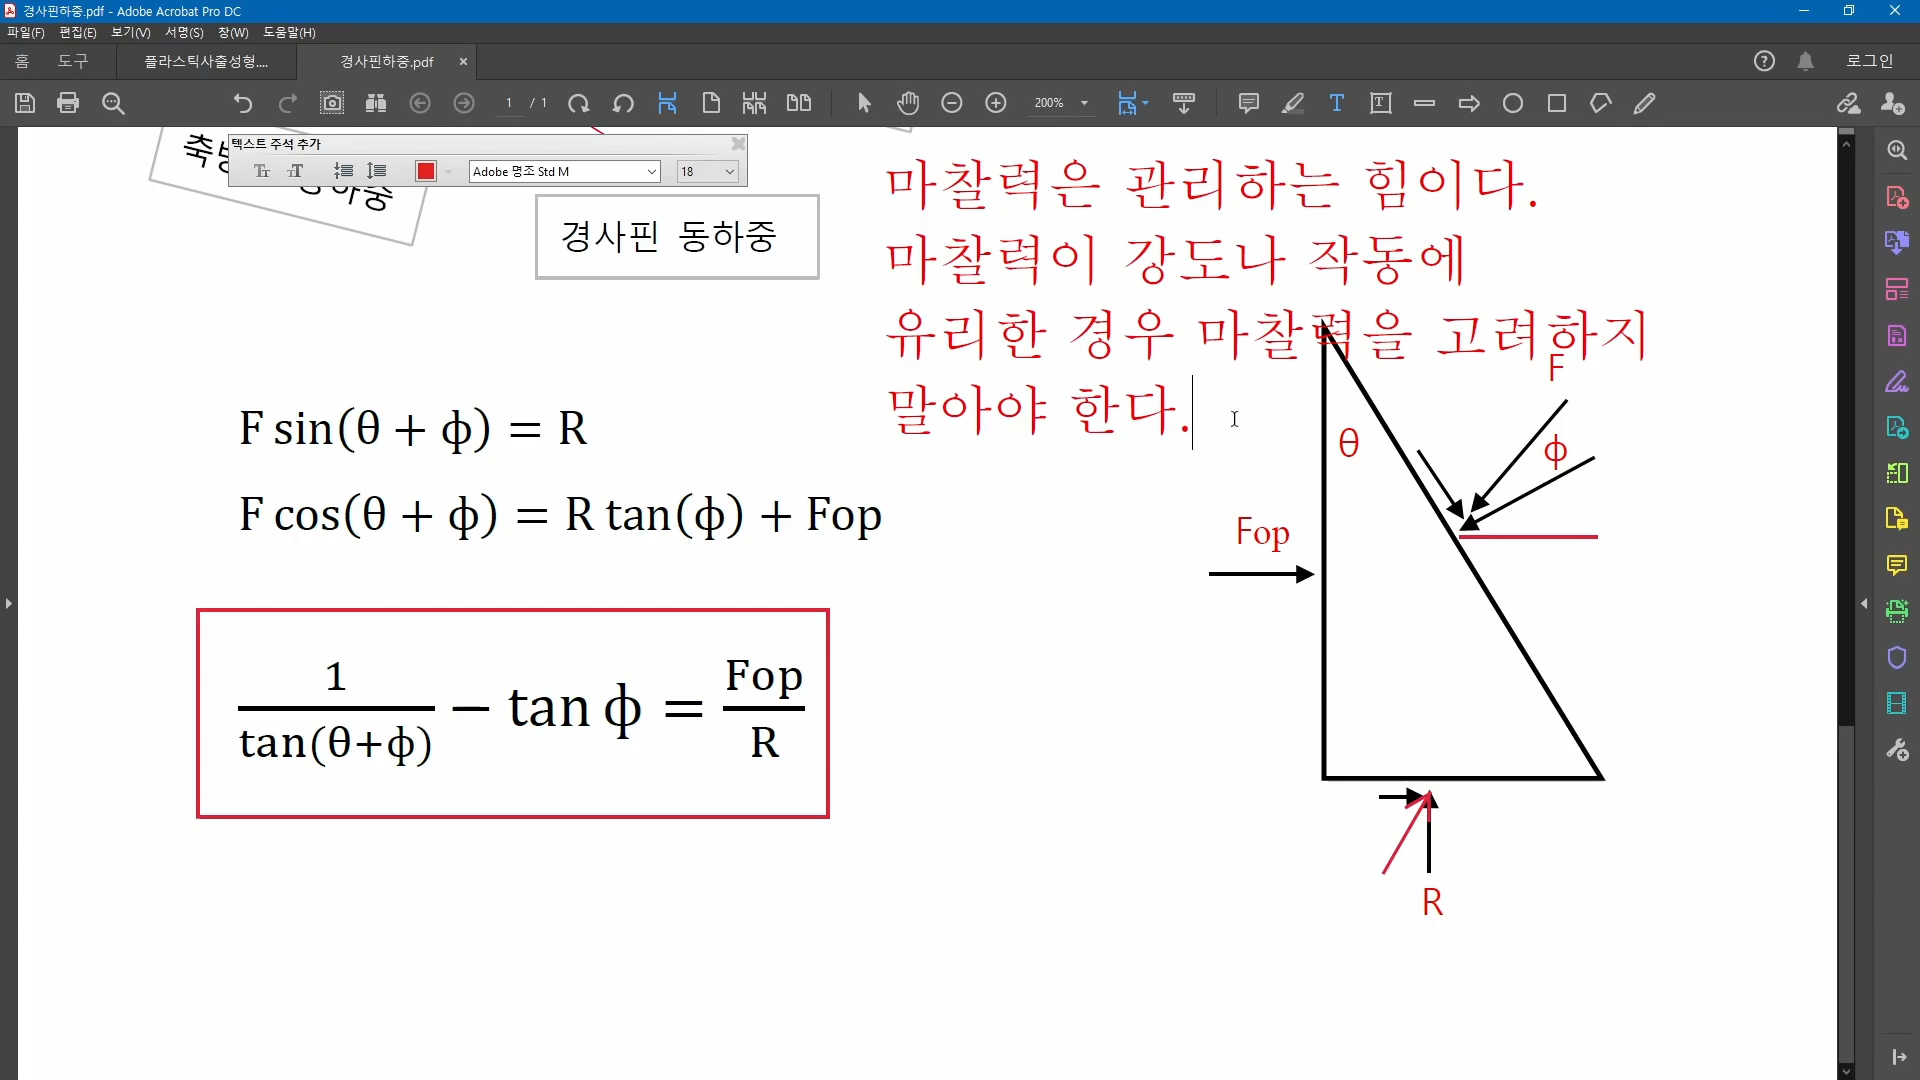 경사핀하중.pdf - Adobe Acrobat Pro DC
파일(F) 편집(E) 보기(V) 서명(S) 창(W) 도움말(H)
홈 도구 플라스틱사출성형.... 경사핀하중.pdf × 로그인
1 / 1 200%
텍스트 주석 추가
Adobe 명조 Std M 18
하중
경사핀 동하중
마찰력은 관리하는 힘이다.
마찰력이 강도나 작동에
유리한 경우 마찰력을 고려하지
말아야 한다.
F sin(θ + ϕ) = R
F cos(θ + ϕ) = R tan(ϕ) + Fop
1/tan(θ+ϕ) − tan ϕ = Fop/R
F
θ
ϕ
Fop
R